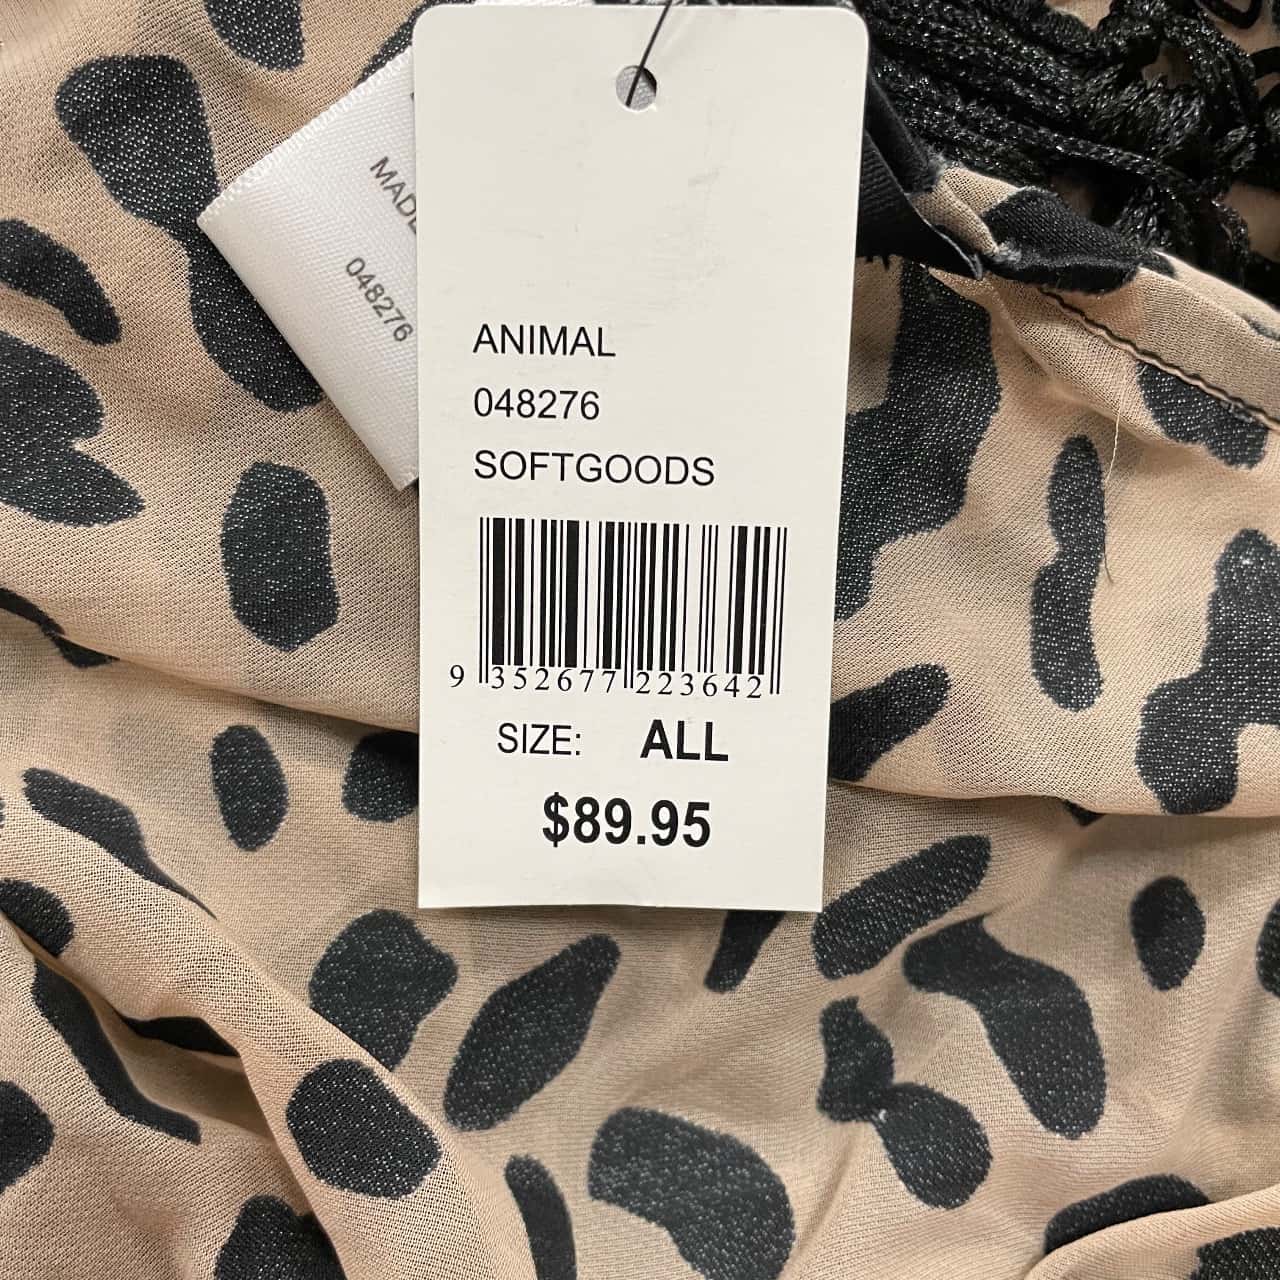 MADE
048276
ANIMAL
048276
SOFTGOODS
9 352677 223642
SIZE: ALL
$89.95